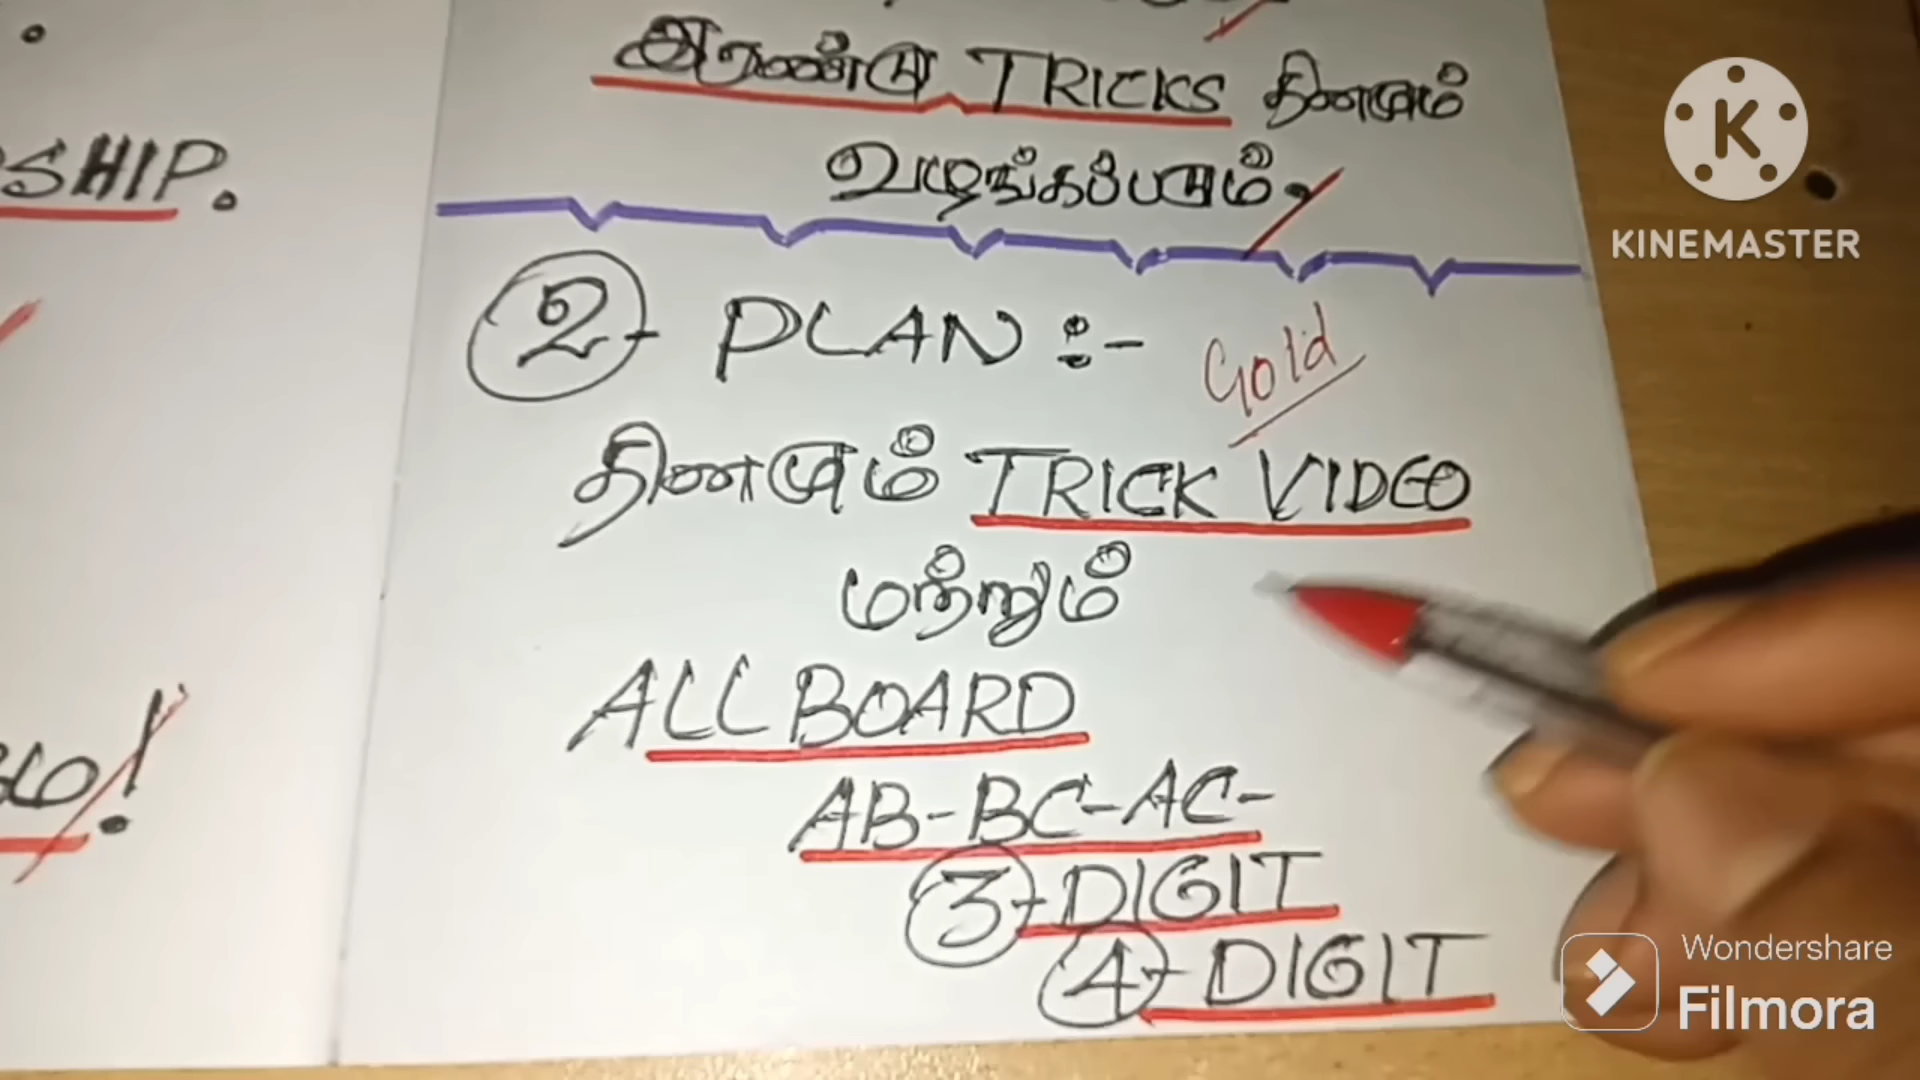 SHIP.
இரண்டு TRICKS தினமும்
வழங்கப்படும்.
2 - PLAN :-
Gold
தினமும் TRICK VIDEO
மற்றும்
ALL BOARD
AB-BC-AC-
3-DIGIT
4-DIGIT
K
KINEMASTER
Wondershare
Filmora